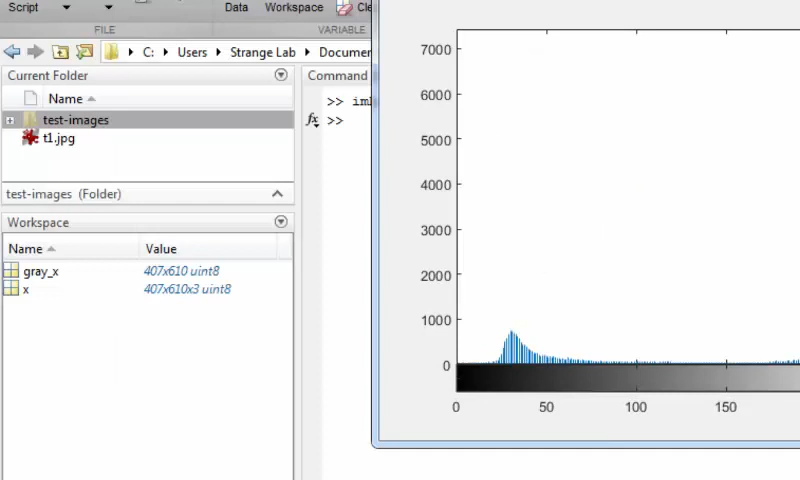 Script
Data
Workspace
FILE
VARIABLE
C:
Users
Strange Lab
Current Folder
Command
Name
>>
test-images
fx >>
t1.jpg
test-images (Folder)
Workspace
Name
Value
gray_x
407x610 uint8
x
407x610x3 uint8
7000
6000
5000
4000
3000
2000
1000
0
0
50
100
150